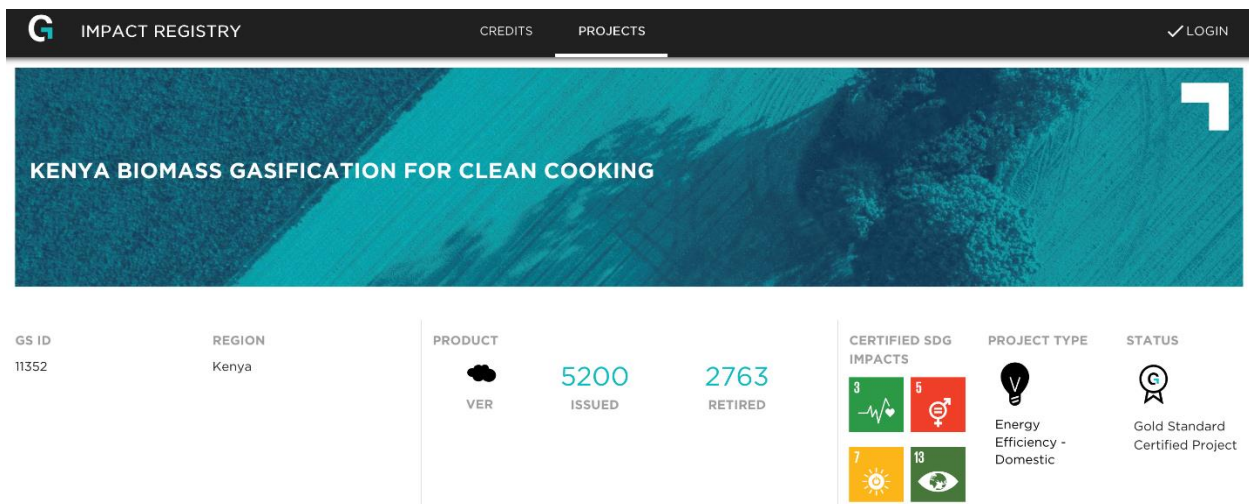 G IMPACT REGISTRY CREDITS PROJECTS LOGIN
KENYA BIOMASS GASIFICATION FOR CLEAN COOKING
GS ID
11352
REGION
Kenya
PRODUCT
VER
5200
ISSUED
2763
RETIRED
CERTIFIED SDG
IMPACTS
3
5
7
13
PROJECT TYPE
Energy
Efficiency -
Domestic
STATUS
G
Gold Standard
Certified Project